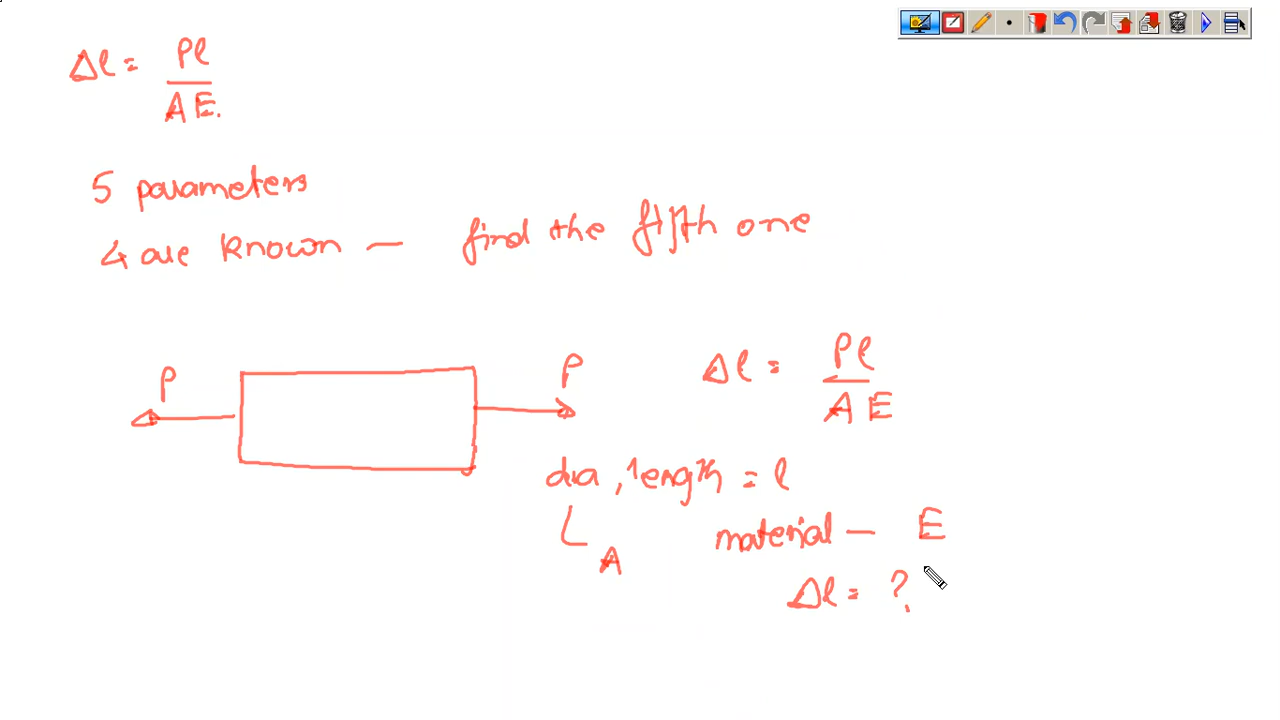 Δl = Pl / AE.
5 parameters
4 are known — find the fifth one
P
P
Δl = Pl / AE
dia, length = l
A
material — E
Δl = ?